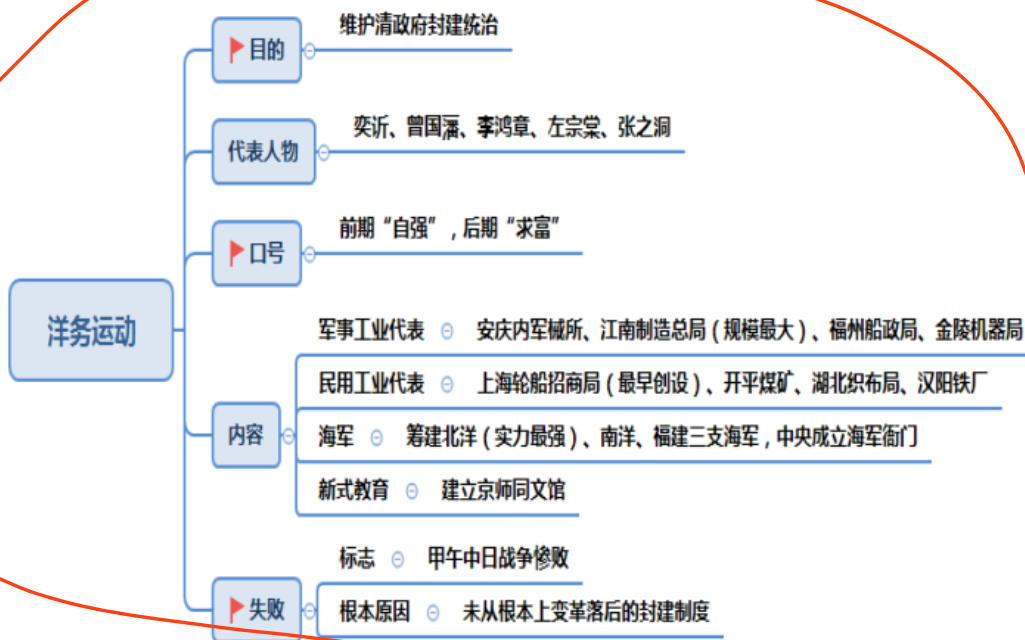 洋务运动
目的
维护清政府封建统治
代表人物
奕䜣、曾国藩、李鸿章、左宗棠、张之洞
口号
前期“自强”，后期“求富”
内容
军事工业代表 安庆内军械所、江南制造总局（规模最大）、福州船政局、金陵机器局
民用工业代表 上海轮船招商局（最早创设）、开平煤矿、湖北织布局、汉阳铁厂
海军 筹建北洋（实力最强）、南洋、福建三支海军，中央成立海军衙门
新式教育 建立京师同文馆
失败
标志 甲午中日战争惨败
根本原因 未从根本上变革落后的封建制度